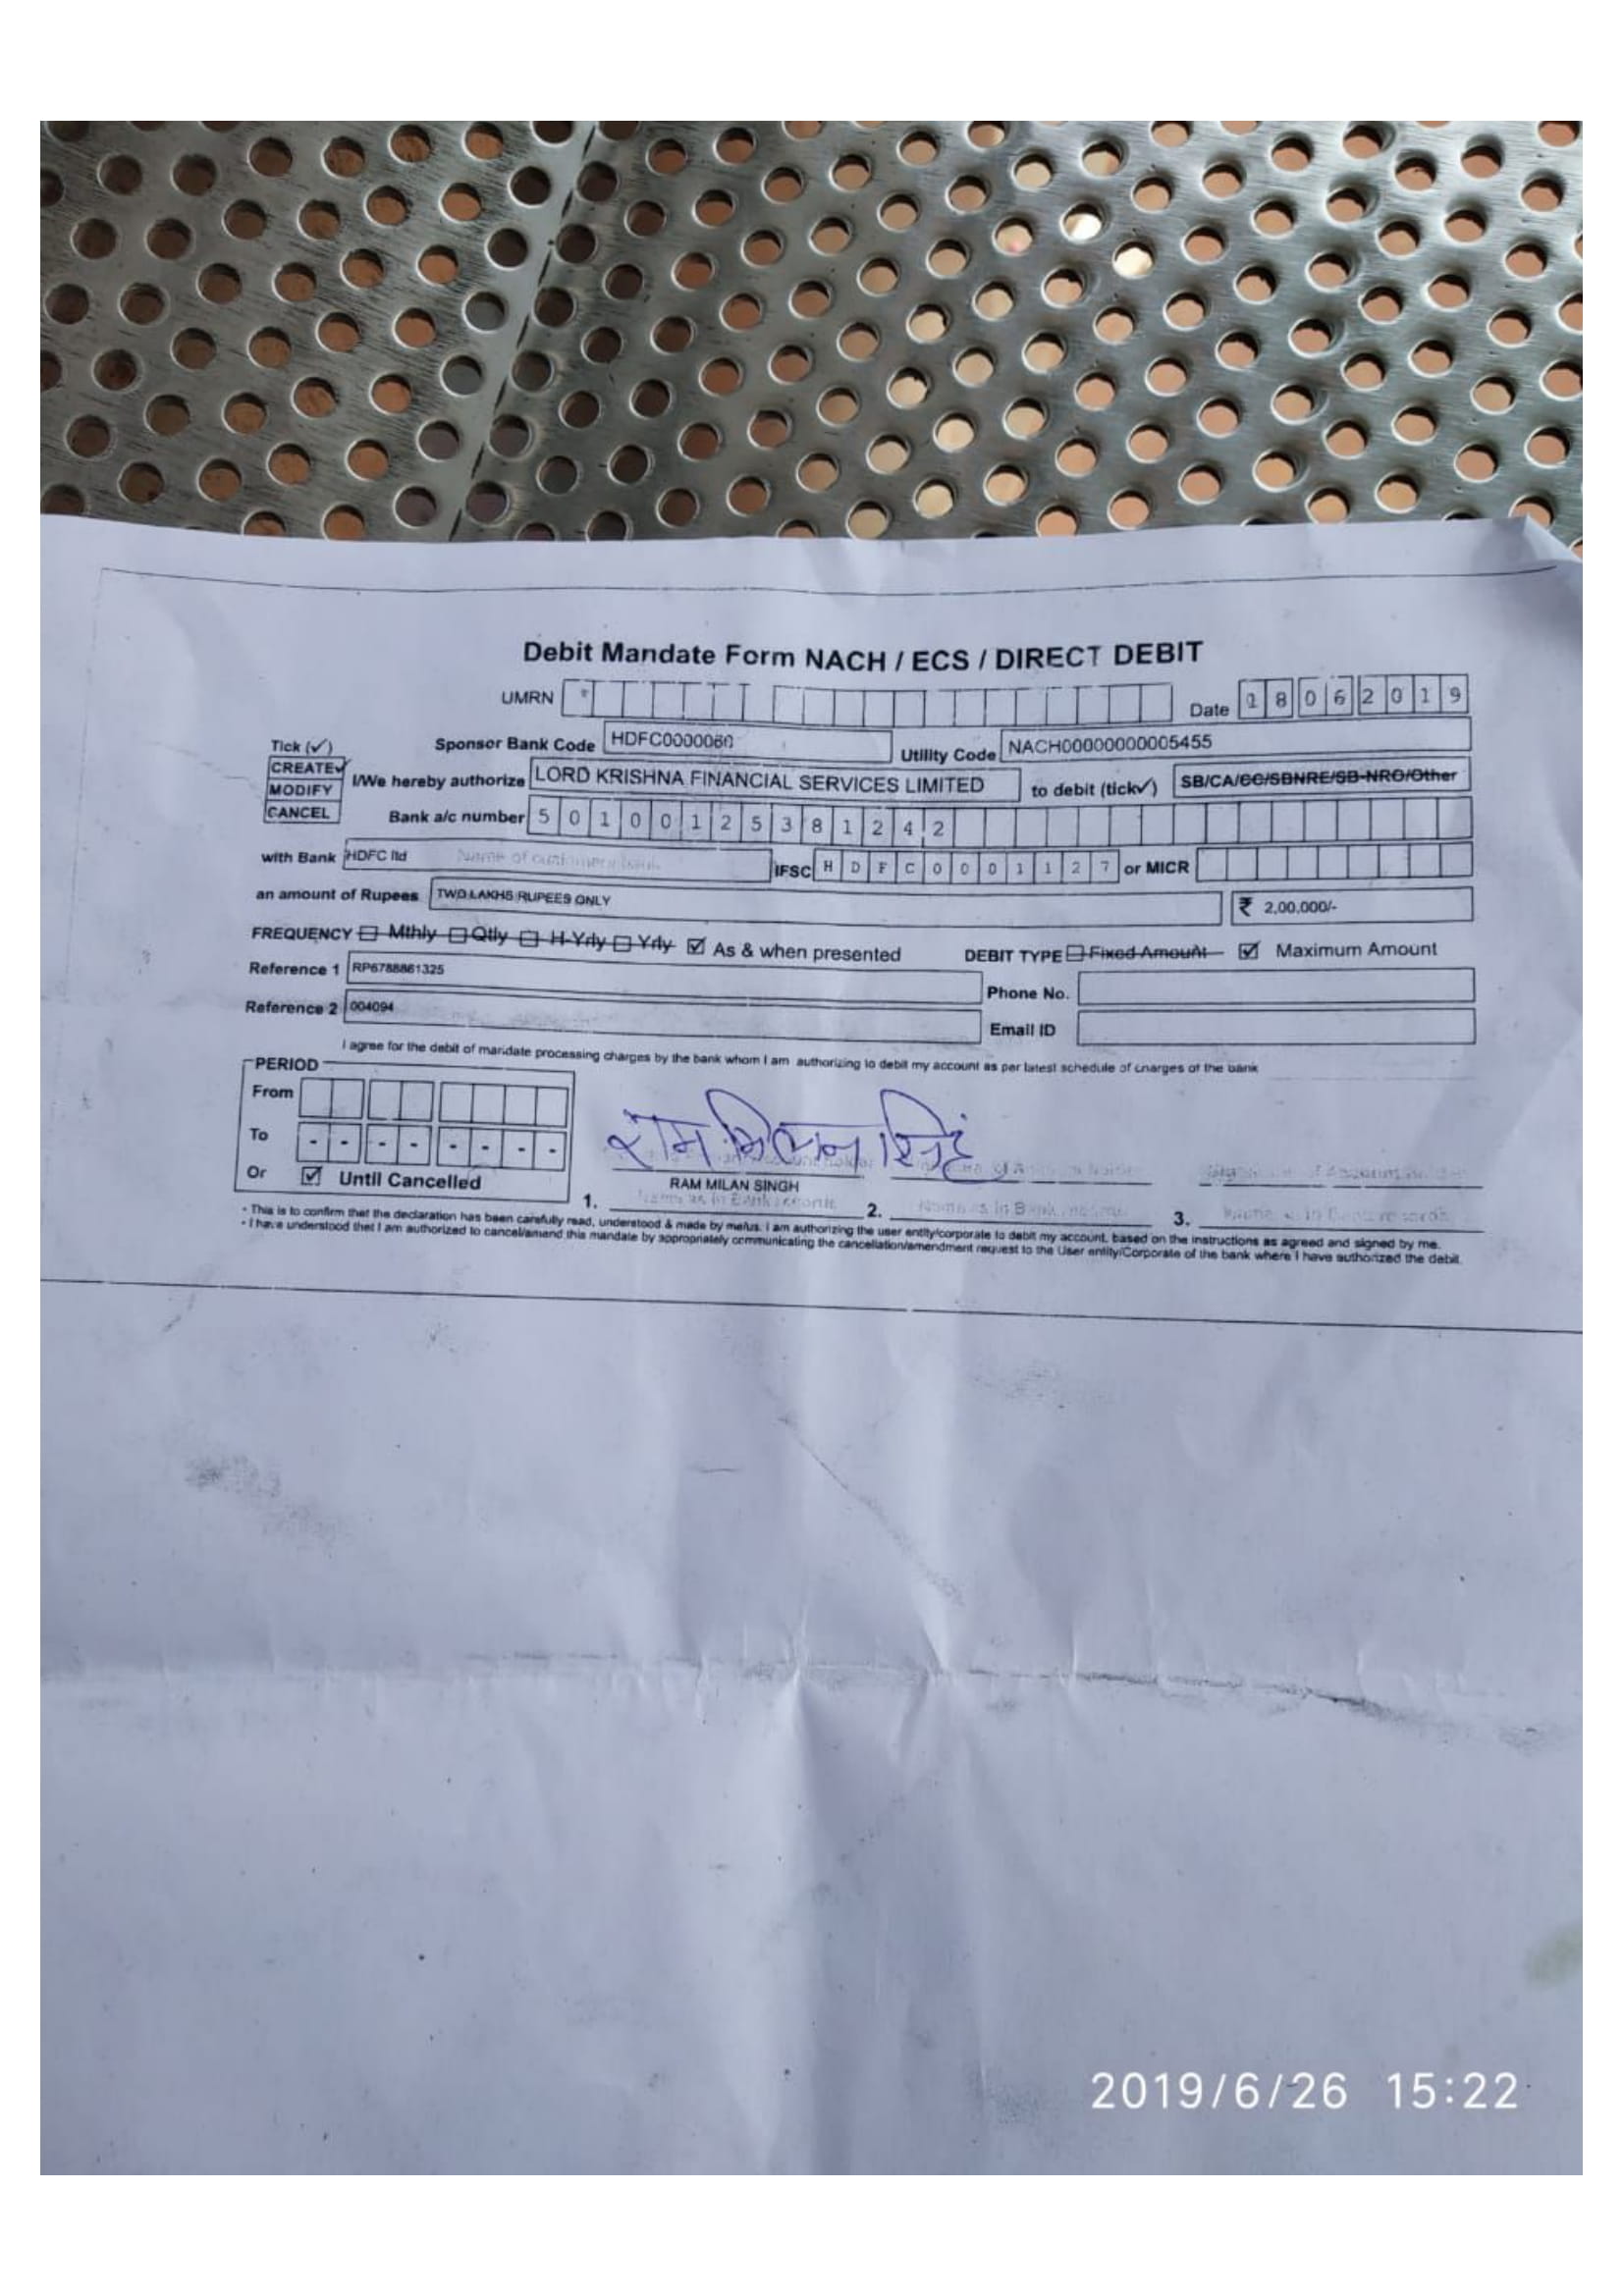 Debit Mandate Form NACH / ECS / DIRECT DEBIT
UMRN Date 18062019
Tick (✓) Sponsor Bank Code HDFC0000060 Utility Code NACH00000000005455
CREATE✓ I/We hereby authorize LORD KRISHNA FINANCIAL SERVICES LIMITED to debit (tick✓) SB/CA/CC/SBNRE/SB-NRO/Other
MODIFY
CANCEL Bank a/c number 50100125381242
with Bank HDFC ltd Name of customers bank IFSC HDFC0001127 or MICR
an amount of Rupees TWO LAKHS RUPEES ONLY ₹ 2,00,000/-
FREQUENCY ☐ Mthly ☐ Qtly ☐ H-Yrly ☐ Yrly ☑ As & when presented DEBIT TYPE ☐ Fixed Amount ☑ Maximum Amount
Reference 1 RP6788861325 Phone No.
Reference 2 004094 Email ID
I agree for the debit of mandate processing charges by the bank whom I am authorizing to debit my account as per latest schedule of charges of the bank
PERIOD
From
To - - - - - - - -
Or ☑ Until Cancelled
राम मिलन सिंह
RAM MILAN SINGH
1. Name as in Bank records 2. Name as in Bank records 3. Name as in Bank records
- This is to confirm that the declaration has been carefully read, understood & made by me/us. I am authorizing the user entity/corporate to debit my account, based on the instructions as agreed and signed by me.
- I have understood that I am authorized to cancel/amend this mandate by appropriately communicating the cancellation/amendment request to the User entity/Corporate of the bank where I have authorized the debit.
2019/6/26 15:22